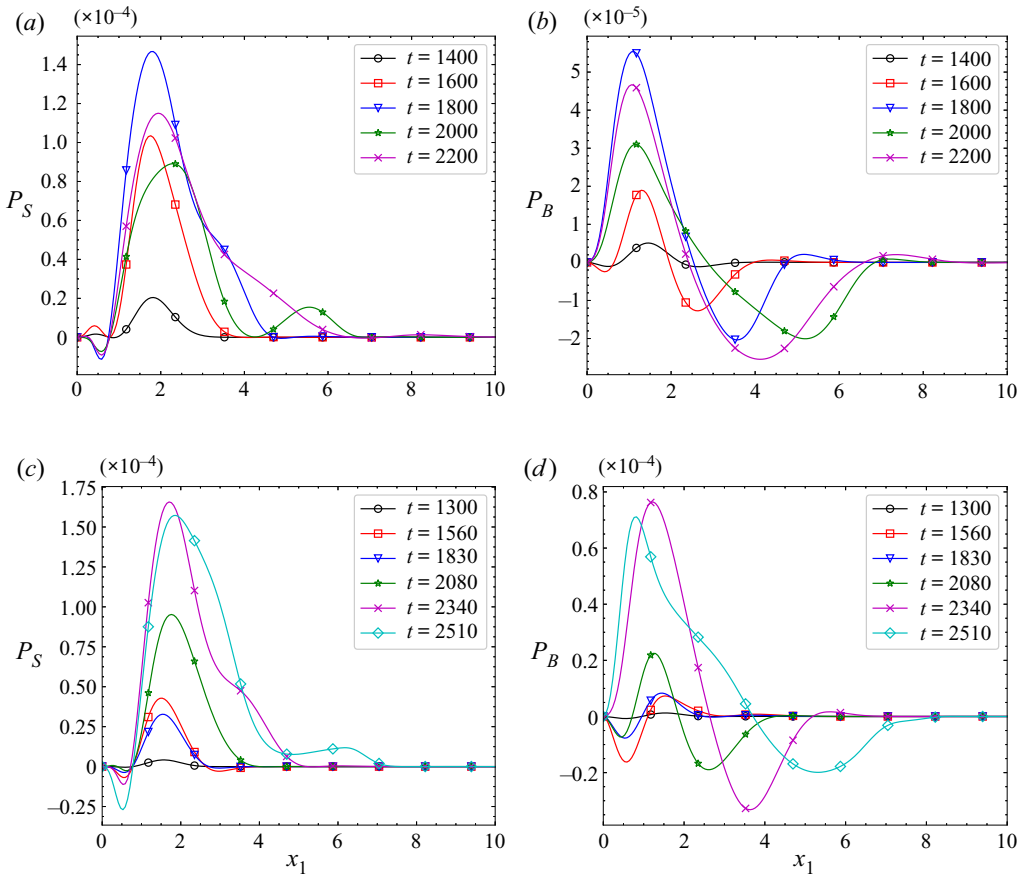 (a) (×10⁻⁴)
1.4
1.2
1.0
0.8
0.6
0.4
0.2
0
P_S
t = 1400
t = 1600
t = 1800
t = 2000
t = 2200
0 2 4 6 8 10
(b) (×10⁻⁵)
5
4
3
2
1
0
−1
−2
P_B
t = 1400
t = 1600
t = 1800
t = 2000
t = 2200
0 2 4 6 8 10
(c) (×10⁻⁴)
1.75
1.50
1.25
1.00
0.75
0.50
0.25
0
−0.25
P_S
t = 1300
t = 1560
t = 1830
t = 2080
t = 2340
t = 2510
0 2 4 6 8 10
x₁
(d) (×10⁻⁴)
0.8
0.6
0.4
0.2
0
−0.2
P_B
t = 1300
t = 1560
t = 1830
t = 2080
t = 2340
t = 2510
0 2 4 6 8 10
x₁